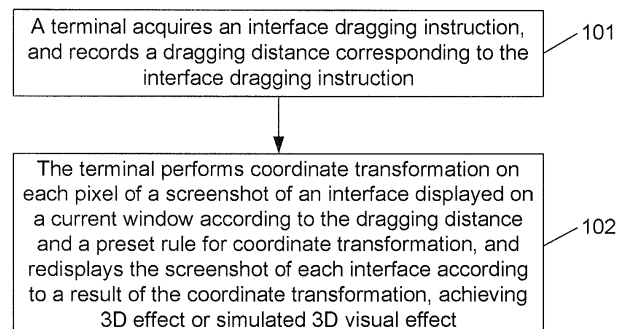 A terminal acquires an interface dragging instruction,
and records a dragging distance corresponding to the
interface dragging instruction
101
The terminal performs coordinate transformation on
each pixel of a screenshot of an interface displayed on
a current window according to the dragging distance
and a preset rule for coordinate transformation, and
redisplays the screenshot of each interface according
to a result of the coordinate transformation, achieving
3D effect or simulated 3D visual effect
102